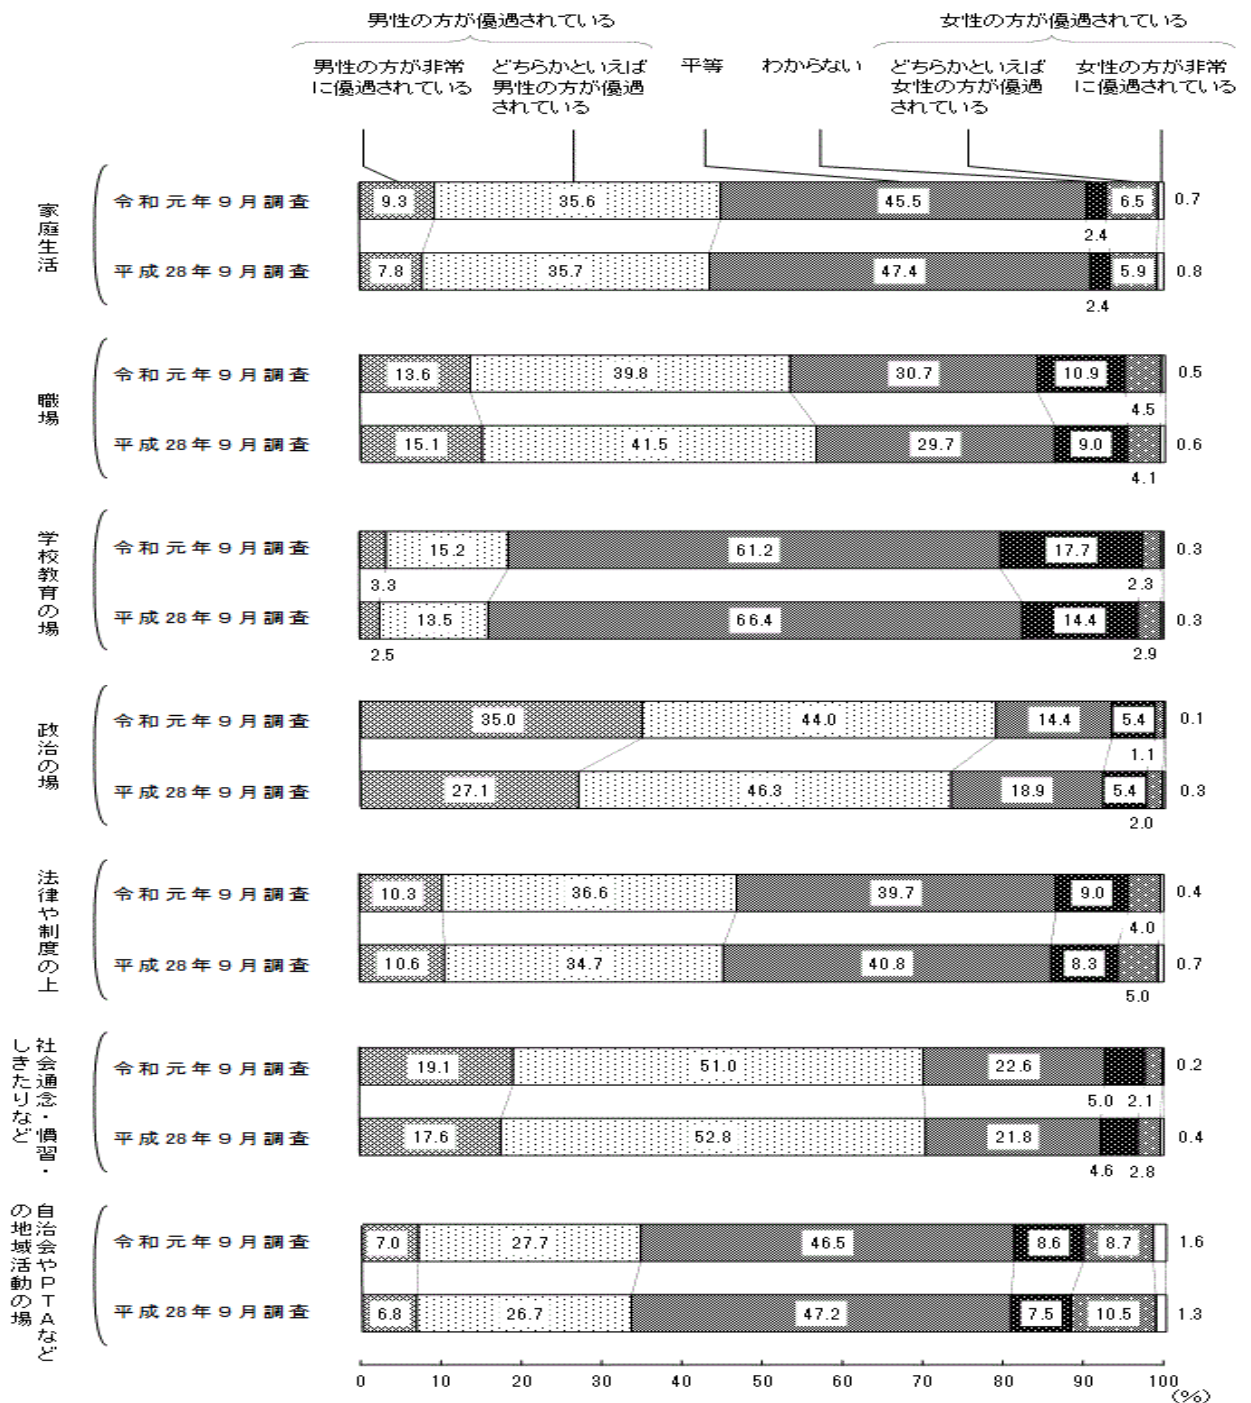 男性の方が優遇されている
女性の方が優遇されている
男性の方が非常
に優遇されている
どちらかといえば
男性の方が優遇
されている
平等
わからない
どちらかといえば
女性の方が優遇
されている
女性の方が非常
に優遇されている
家庭生活
令和元年9月調査
9.3 35.6 45.5 6.5 0.7
2.4
平成28年9月調査
7.8 35.7 47.4 5.9 0.8
2.4
職場
令和元年9月調査
13.6 39.8 30.7 10.9 0.5
4.5
平成28年9月調査
15.1 41.5 29.7 9.0 0.6
4.1
学校教育の場
令和元年9月調査
15.2 61.2 17.7 0.3
3.3 2.3
平成28年9月調査
13.5 66.4 14.4 0.3
2.5 2.9
政治の場
令和元年9月調査
35.0 44.0 14.4 5.4 0.1
1.1
平成28年9月調査
27.1 46.3 18.9 5.4 0.3
2.0
法律や制度の上
令和元年9月調査
10.3 36.6 39.7 9.0 0.4
4.0
平成28年9月調査
10.6 34.7 40.8 8.3 0.7
5.0
社会通念・慣習・
しきたりなど
令和元年9月調査
19.1 51.0 22.6 0.2
5.0 2.1
平成28年9月調査
17.6 52.8 21.8 0.4
4.6 2.8
自治会やPTAなど
の地域活動の場
令和元年9月調査
7.0 27.7 46.5 8.6 8.7 1.6
平成28年9月調査
6.8 26.7 47.2 7.5 10.5 1.3
0 10 20 30 40 50 60 70 80 90 100
(%)